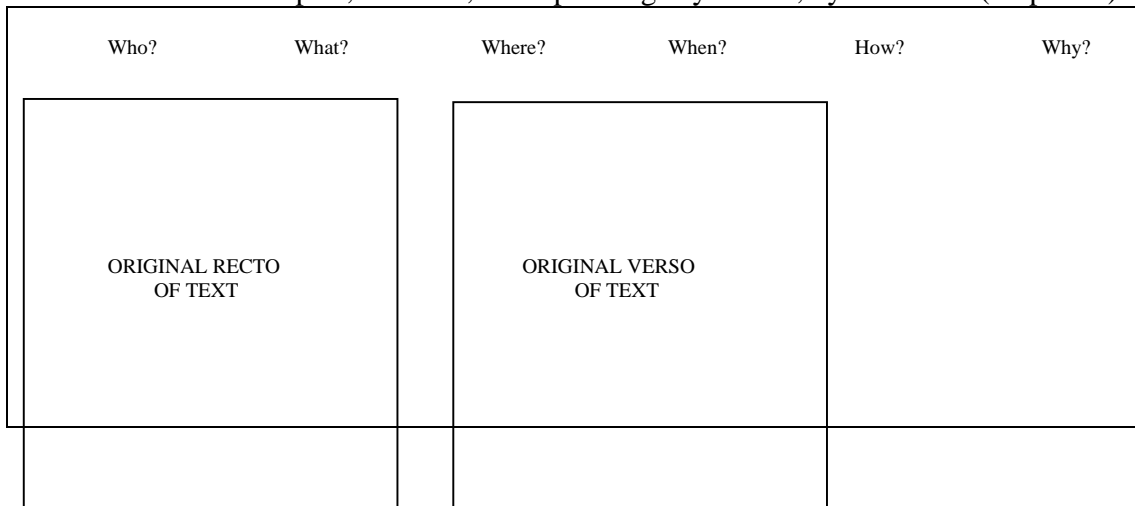 Who? What? Where? When? How? Why?
ORIGINAL RECTO
OF TEXT
ORIGINAL VERSO
OF TEXT